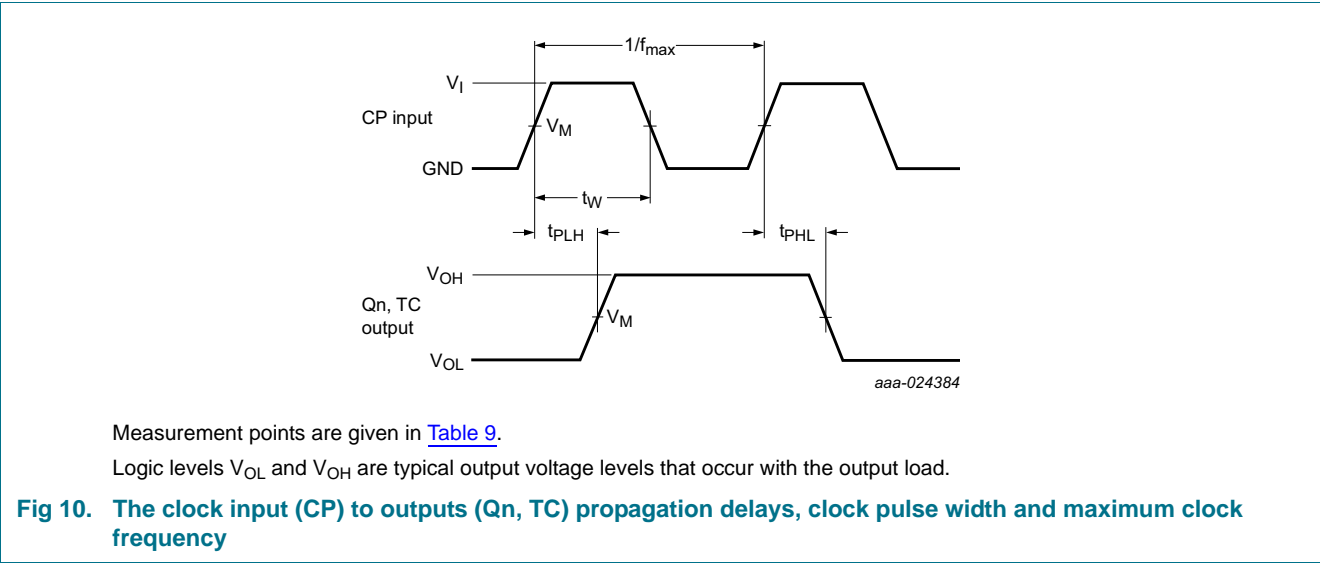 1/fmax
VI
CP input
VM
GND
tW
tPLH
tPHL
VOH
Qn, TC
output
VM
VOL
aaa-024384
Measurement points are given in Table 9.
Logic levels VOL and VOH are typical output voltage levels that occur with the output load.
Fig 10. The clock input (CP) to outputs (Qn, TC) propagation delays, clock pulse width and maximum clock
frequency